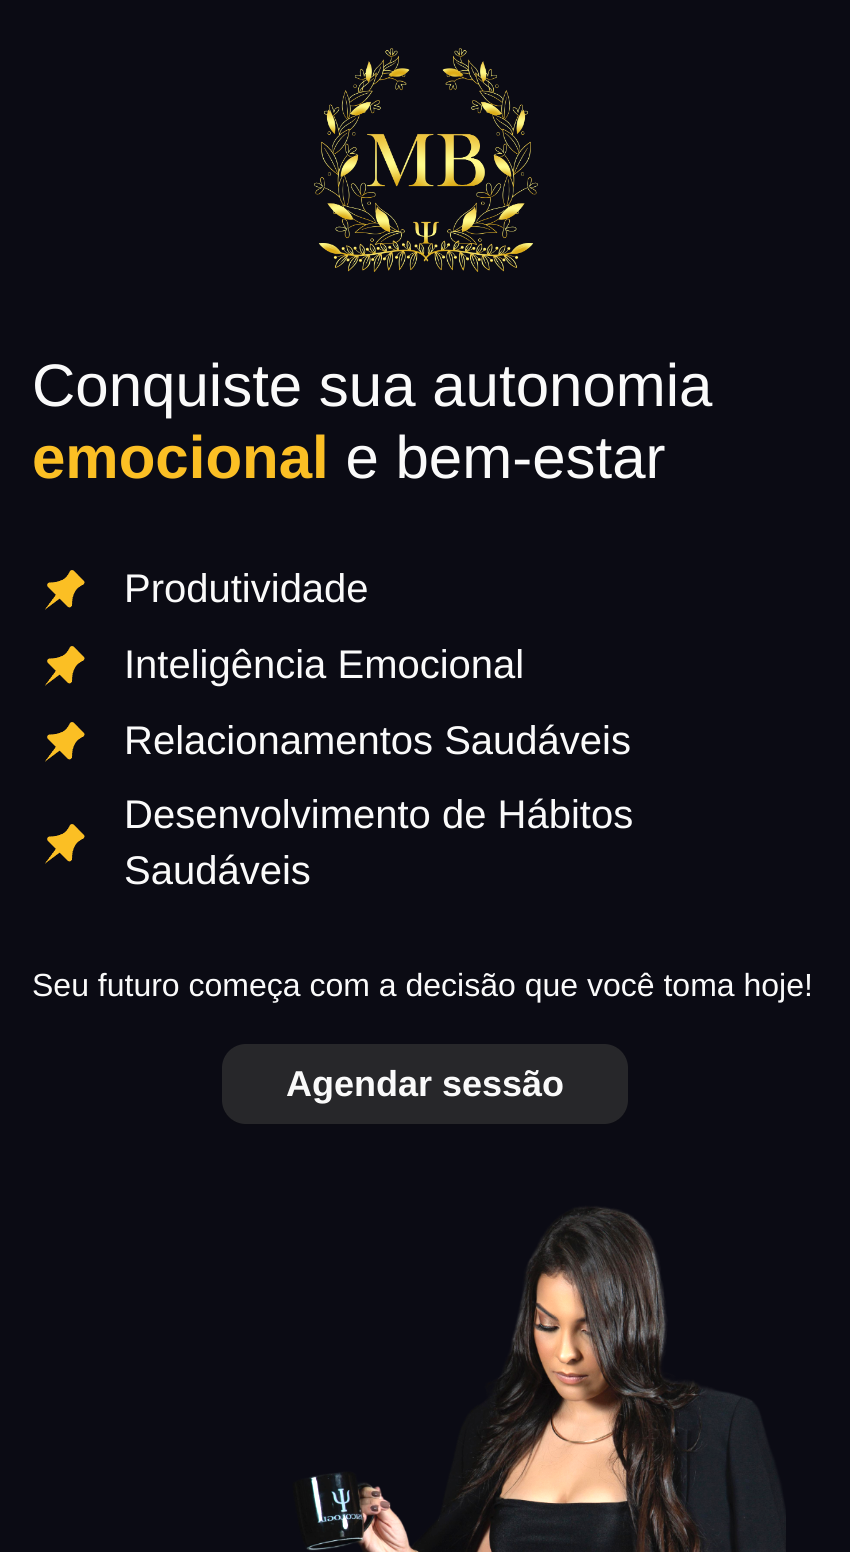 MB
Ψ
Conquiste sua autonomia
emocional e bem-estar
Produtividade
Inteligência Emocional
Relacionamentos Saudáveis
Desenvolvimento de Hábitos
Saudáveis
Seu futuro começa com a decisão que você toma hoje!
Agendar sessão
Ψ